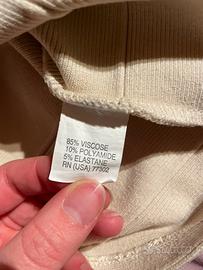 85% VISCOSE
10% POLYAMIDE
5% ELASTANE
RN (USA) 77302